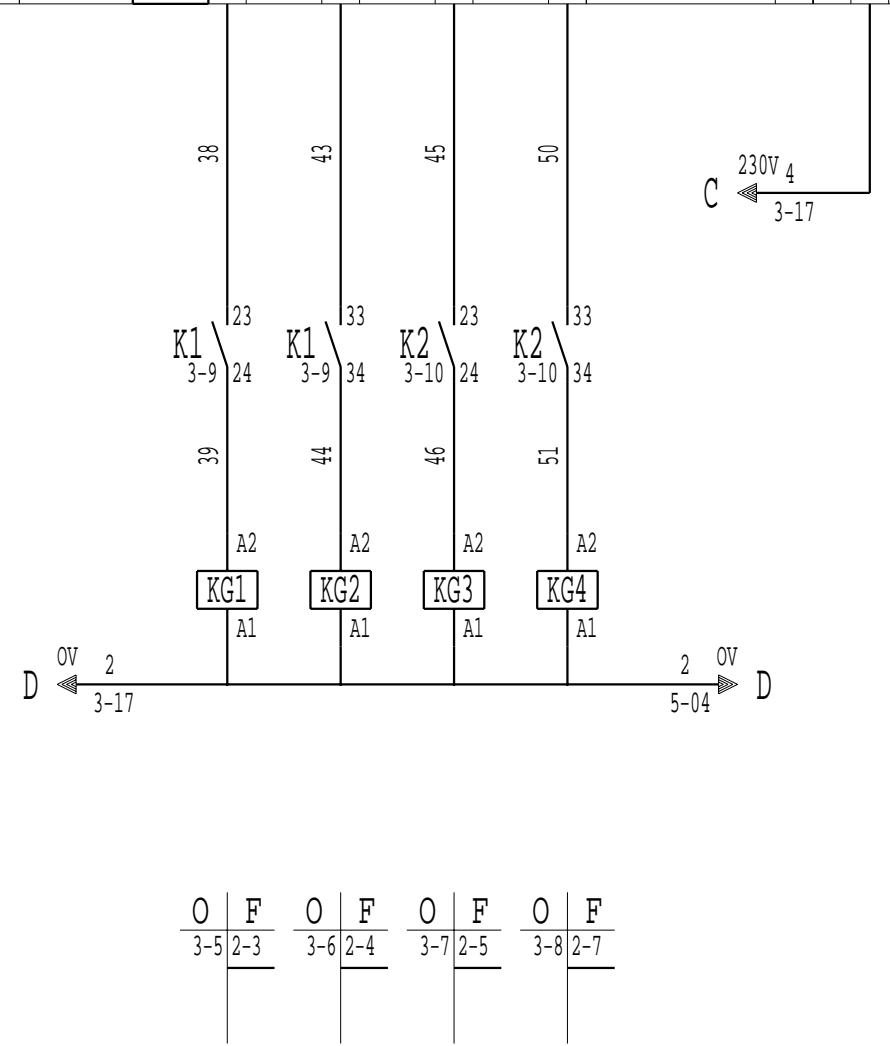 38 43 45 50
230V 4
C
3-17
23 33 23 33
K1 K1 K2 K2
3-9 24 3-9 34 3-10 24 3-10 34
39 44 46 51
A2 A2 A2 A2
KG1 KG2 KG3 KG4
A1 A1 A1 A1
0V 2 2 0V
D D
3-17 5-04
O F O F O F O F
3-5 2-3 3-6 2-4 3-7 2-5 3-8 2-7